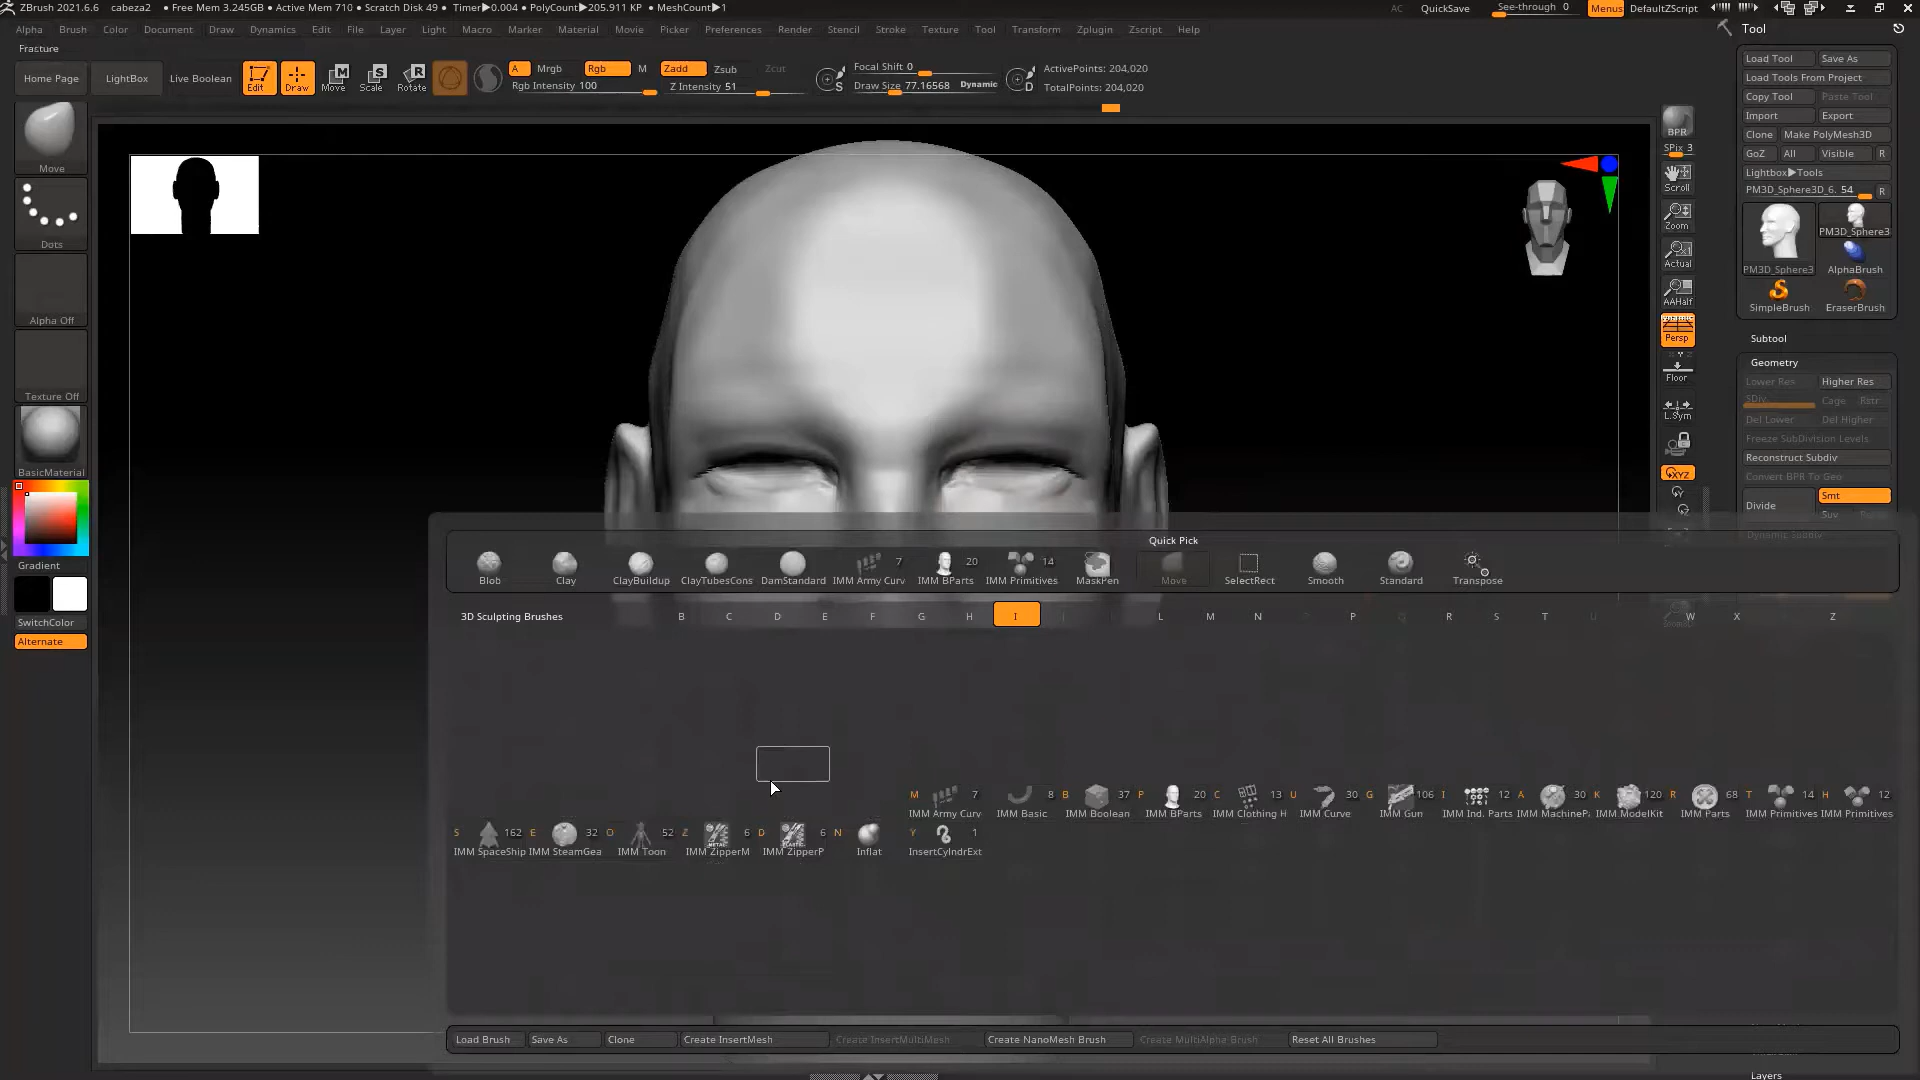 ZBrush 2021.6.6 cabeza2 • Free Mem 3.245GB • Active Mem 710 • Scratch Disk 49 • Timer▶0.004 • PolyCount▶205.911 KP • MeshCount▶1 AC QuickSave See-through 0 Menus DefaultZScript
Alpha Brush Color Document Draw Dynamics Edit File Layer Light Macro Marker Material Movie Picker Preferences Render Stencil Stroke Texture Tool Transform Zplugin Zscript Help
Fracture
Home Page LightBox Live Boolean Edit Draw Move Scale Rotate
A Mrgb Rgb M Zadd Zsub Zcut
Rgb Intensity 100 Z Intensity 51
S Focal Shift 0
Draw Size 77.16568 Dynamic D
ActivePoints: 204,020
TotalPoints: 204,020
Move
Dots
Alpha Off
Texture Off
BasicMaterial
Gradient
SwitchColor
Alternate
BPR
SPix 3
Scroll
Zoom
Actual
AAHalf
Persp
Floor
L.Sym
XYZ
Tool
Load Tool Save As
Load Tools From Project
Copy Tool Paste Tool
Import Export
Clone Make PolyMesh3D
GoZ All Visible R
Lightbox▶Tools
PM3D_Sphere3D_6. 54 R
PM3D_Sphere3
PM3D_Sphere3 AlphaBrush
SimpleBrush EraserBrush
Subtool
Geometry
Lower Res Higher Res
SDiv Cage Rstr
Del Lower Del Higher
Freeze SubDivision Levels
Reconstruct Subdiv
Convert BPR To Geo
Divide Smt
Suv
Dynamic Subdiv
Quick Pick
Blob Clay ClayBuildup ClayTubesCons DamStandard IMM Army Curv 7 IMM BParts 20 IMM Primitives 14 MaskPen Move SelectRect Smooth Standard Transpose
3D Sculpting Brushes B C D E F G H I L M N P Q R S T U W X Z
M 7 8 B 37 P 20 C 13 U 30 G 106 I 12 A 30 K 120 R 68 T 14 H 12
IMM Army Curv IMM Basic IMM Boolean IMM BParts IMM Clothing H IMM Curve IMM Gun IMM Ind. Parts IMM MachineP. IMM ModelKit IMM Parts IMM Primitives IMM Primitives
S 162 E 32 O 52 Z 6 D 6 N Y 1
IMM SpaceShip IMM SteamGea IMM Toon IMM ZipperM IMM ZipperP Inflat InsertCylndrExt
Load Brush Save As Clone Create InsertMesh Create InsertMultiMesh Create NanoMesh Brush Create MultiAlpha Brush Reset All Brushes
Layers